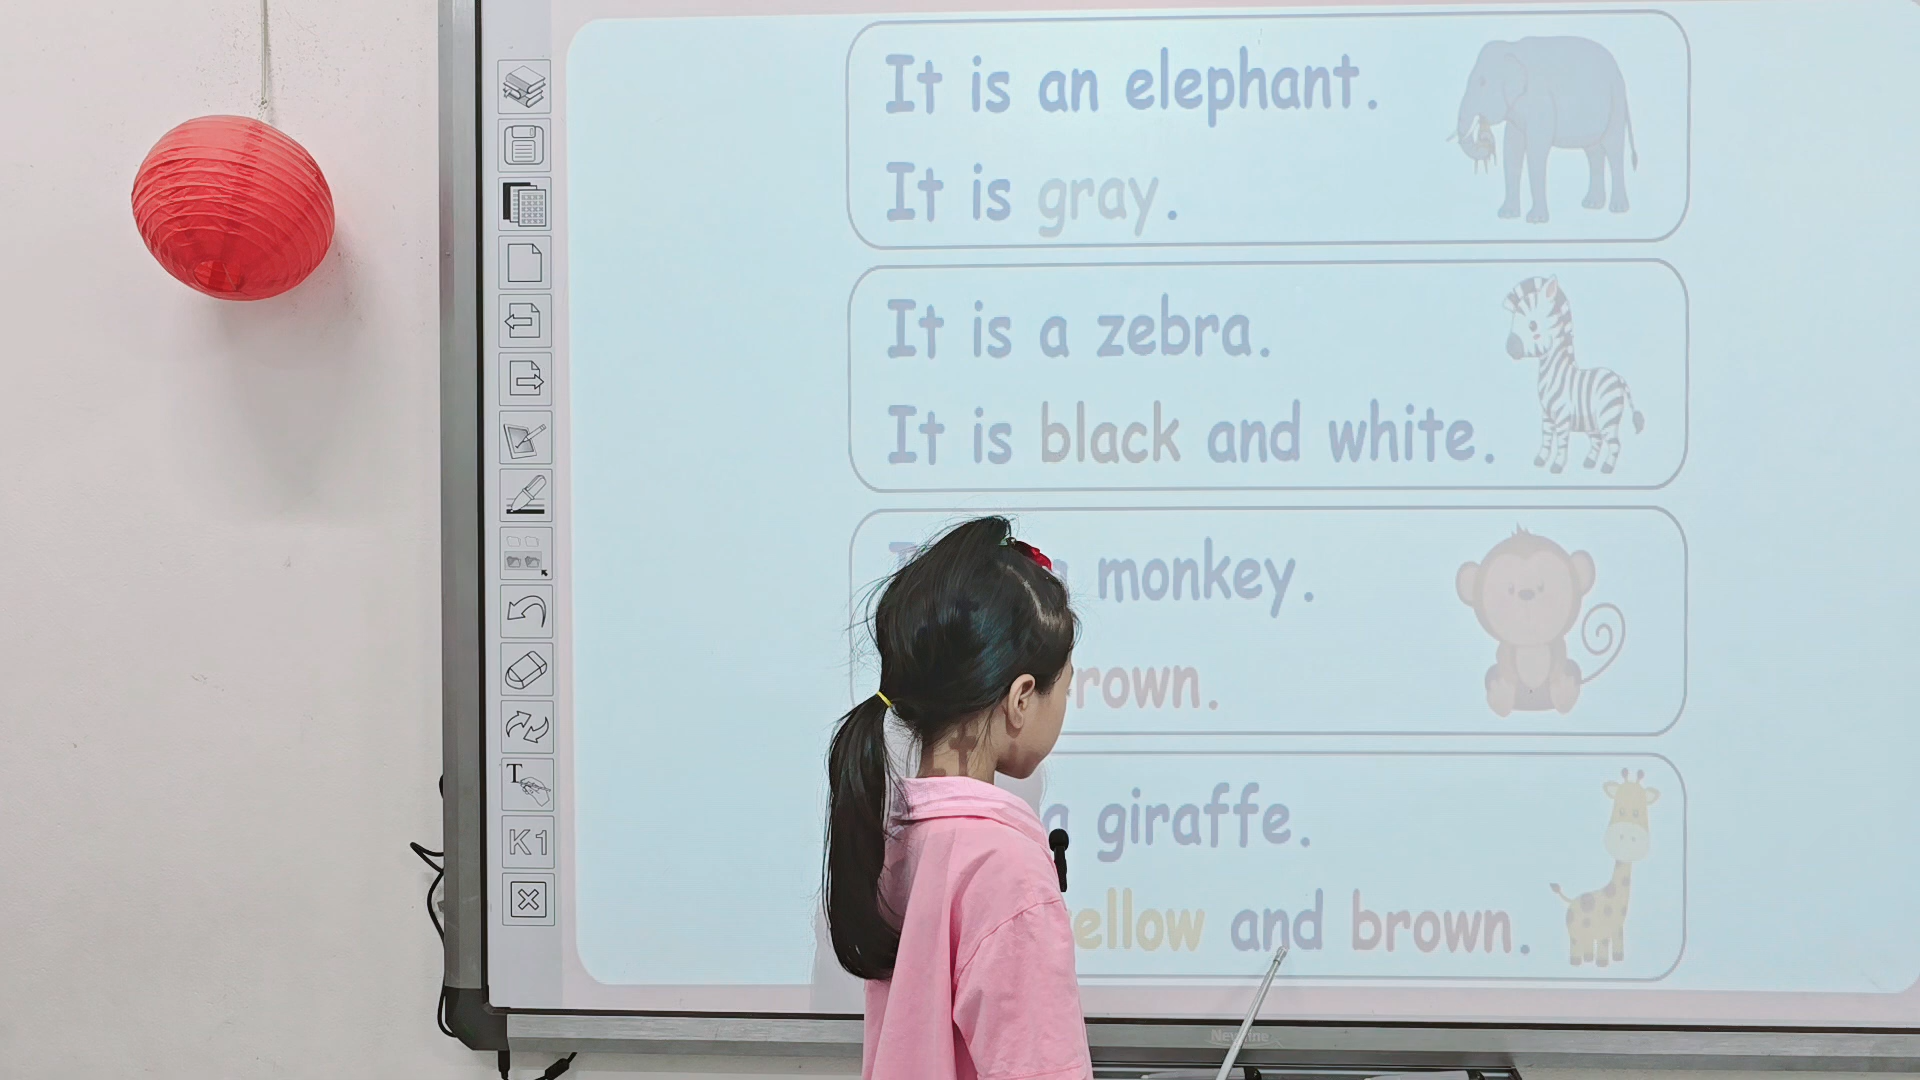 It is an elephant.
It is gray.
It is a zebra.
It is black and white.
a monkey.
rown.
a giraffe.
ellow and brown.
T
K1
Newline